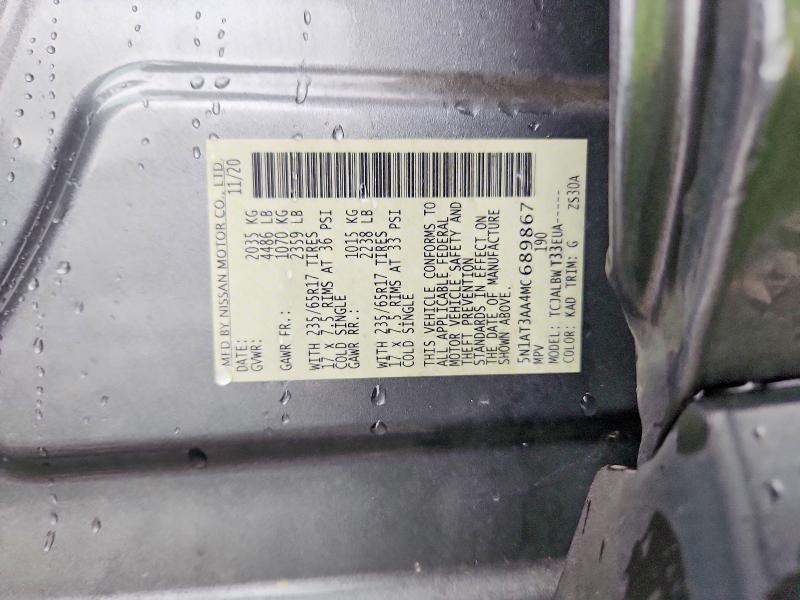 MFD BY NISSAN MOTOR CO., LTD.
DATE: 11/20
GVWR: 2035 KG
4486 LB
GAWR FR.: 1070 KG
2359 LB
WITH 235/65R17 TIRES
17 X 7.5 RIMS AT 36 PSI
COLD SINGLE
GAWR RR.: 1015 KG
2238 LB
WITH 235/65R17 TIRES
17 X 7.5 RIMS AT 33 PSI
COLD SINGLE
THIS VEHICLE CONFORMS TO
ALL APPLICABLE FEDERAL
MOTOR VEHICLE SAFETY AND
THEFT PREVENTION
STANDARDS IN EFFECT ON
THE DATE OF MANUFACTURE
SHOWN ABOVE.
5N1AT3AA4MC689867
MPV 190
MODEL: TCJALBW T33EUA-----
COLOR: KAD TRIM: G ZS30A